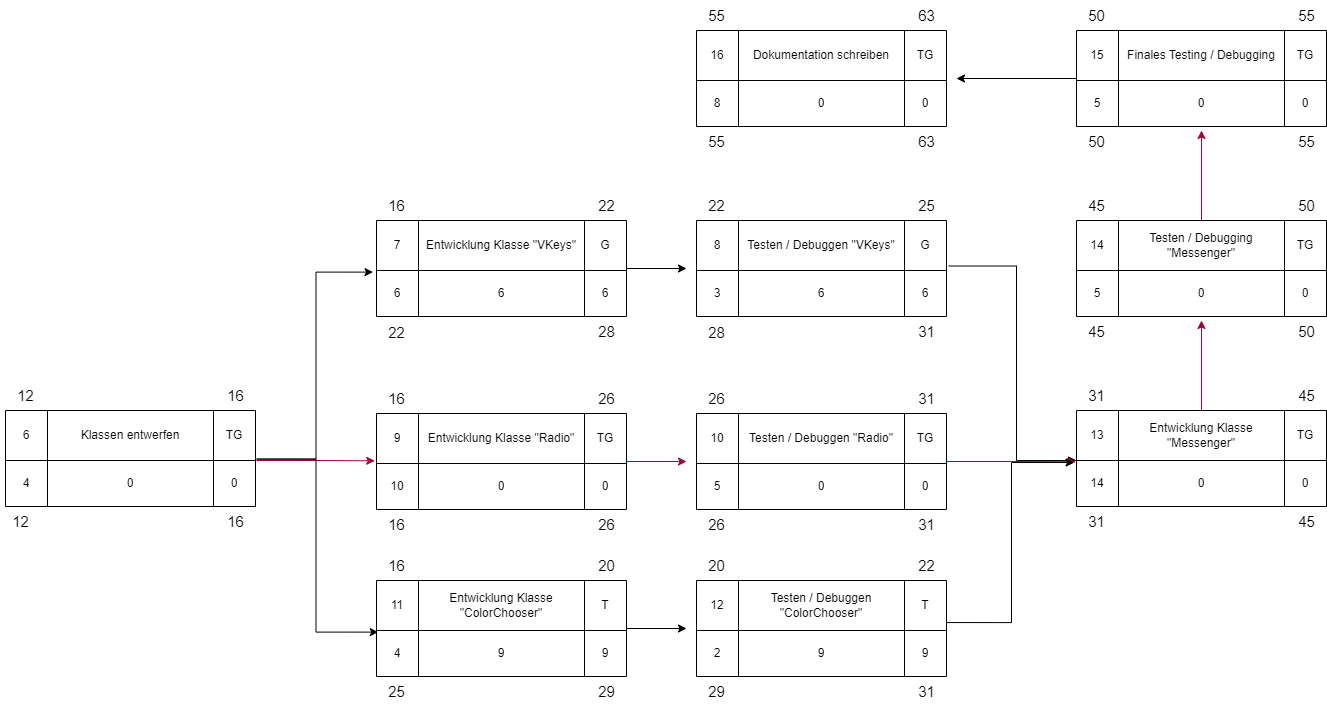 55 63
16 Dokumentation schreiben TG
8 0 0
55 63
50 55
15 Finales Testing / Debugging TG
5 0 0
50 55
16 22
7 Entwicklung Klasse "VKeys" G
6 6 6
22 28
22 25
8 Testen / Debuggen "VKeys" G
3 6 6
28 31
45 50
14 Testen / Debugging
"Messenger" TG
5 0 0
45 50
12 16
6 Klassen entwerfen TG
4 0 0
12 16
16 26
9 Entwicklung Klasse "Radio" TG
10 0 0
16 26
26 31
10 Testen / Debuggen "Radio" TG
5 0 0
26 31
31 45
13 Entwicklung Klasse
"Messenger" TG
14 0 0
31 45
16 20
11 Entwicklung Klasse
"ColorChooser" T
4 9 9
25 29
20 22
12 Testen / Debuggen
"ColorChooser" T
2 9 9
29 31